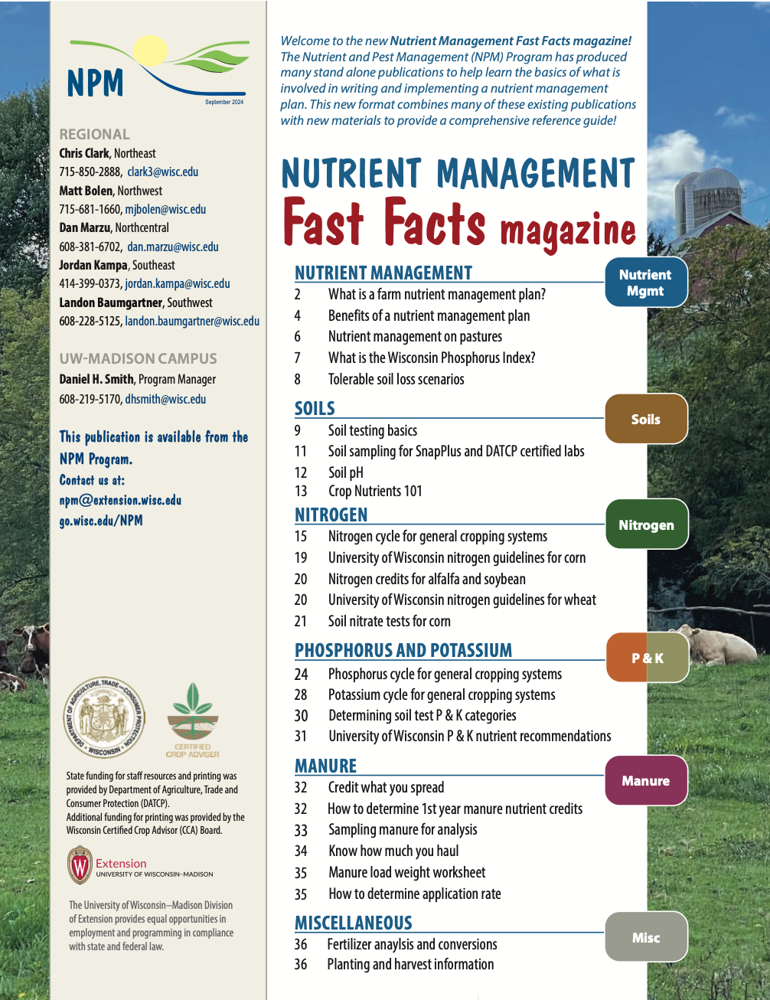 NPM
September 2024
REGIONAL
Chris Clark, Northeast
715-850-2888, clark3@wisc.edu
Matt Bolen, Northwest
715-681-1660, mjbolen@wisc.edu
Dan Marzu, Northcentral
608-381-6702, dan.marzu@wisc.edu
Jordan Kampa, Southeast
414-399-0373, jordan.kampa@wisc.edu
Landon Baumgartner, Southwest
608-228-5125, landon.baumgartner@wisc.edu
UW-MADISON CAMPUS
Daniel H. Smith, Program Manager
608-219-5170, dhsmith@wisc.edu
This publication is available from the
NPM Program.
Contact us at:
npm@extension.wisc.edu
go.wisc.edu/NPM
DEPARTMENT OF AGRICULTURE, TRADE AND CONSUMER PROTECTION
• WISCONSIN •
CERTIFIED
CROP ADVISER
State funding for staff resources and printing was
provided by Department of Agriculture, Trade and
Consumer Protection (DATCP).
Additional funding for printing was provided by the
Wisconsin Certified Crop Advisor (CCA) Board.
W
Extension
UNIVERSITY OF WISCONSIN–MADISON
The University of Wisconsin–Madison Division
of Extension provides equal opportunities in
employment and programming in compliance
with state and federal law.
Welcome to the new Nutrient Management Fast Facts magazine!
The Nutrient and Pest Management (NPM) Program has produced
many stand alone publications to help learn the basics of what is
involved in writing and implementing a nutrient management
plan. This new format combines many of these existing publications
with new materials to provide a comprehensive reference guide!
NUTRIENT MANAGEMENT
Fast Facts magazine
NUTRIENT MANAGEMENT
Nutrient
Mgmt
2 What is a farm nutrient management plan?
4 Benefits of a nutrient management plan
6 Nutrient management on pastures
7 What is the Wisconsin Phosphorus Index?
8 Tolerable soil loss scenarios
SOILS
Soils
9 Soil testing basics
11 Soil sampling for SnapPlus and DATCP certified labs
12 Soil pH
13 Crop Nutrients 101
NITROGEN
Nitrogen
15 Nitrogen cycle for general cropping systems
19 University of Wisconsin nitrogen guidelines for corn
20 Nitrogen credits for alfalfa and soybean
20 University of Wisconsin nitrogen guidelines for wheat
21 Soil nitrate tests for corn
PHOSPHORUS AND POTASSIUM
P & K
24 Phosphorus cycle for general cropping systems
28 Potassium cycle for general cropping systems
30 Determining soil test P & K categories
31 University of Wisconsin P & K nutrient recommendations
MANURE
Manure
32 Credit what you spread
32 How to determine 1st year manure nutrient credits
33 Sampling manure for analysis
34 Know how much you haul
35 Manure load weight worksheet
35 How to determine application rate
MISCELLANEOUS
Misc
36 Fertilizer anaylsis and conversions
36 Planting and harvest information